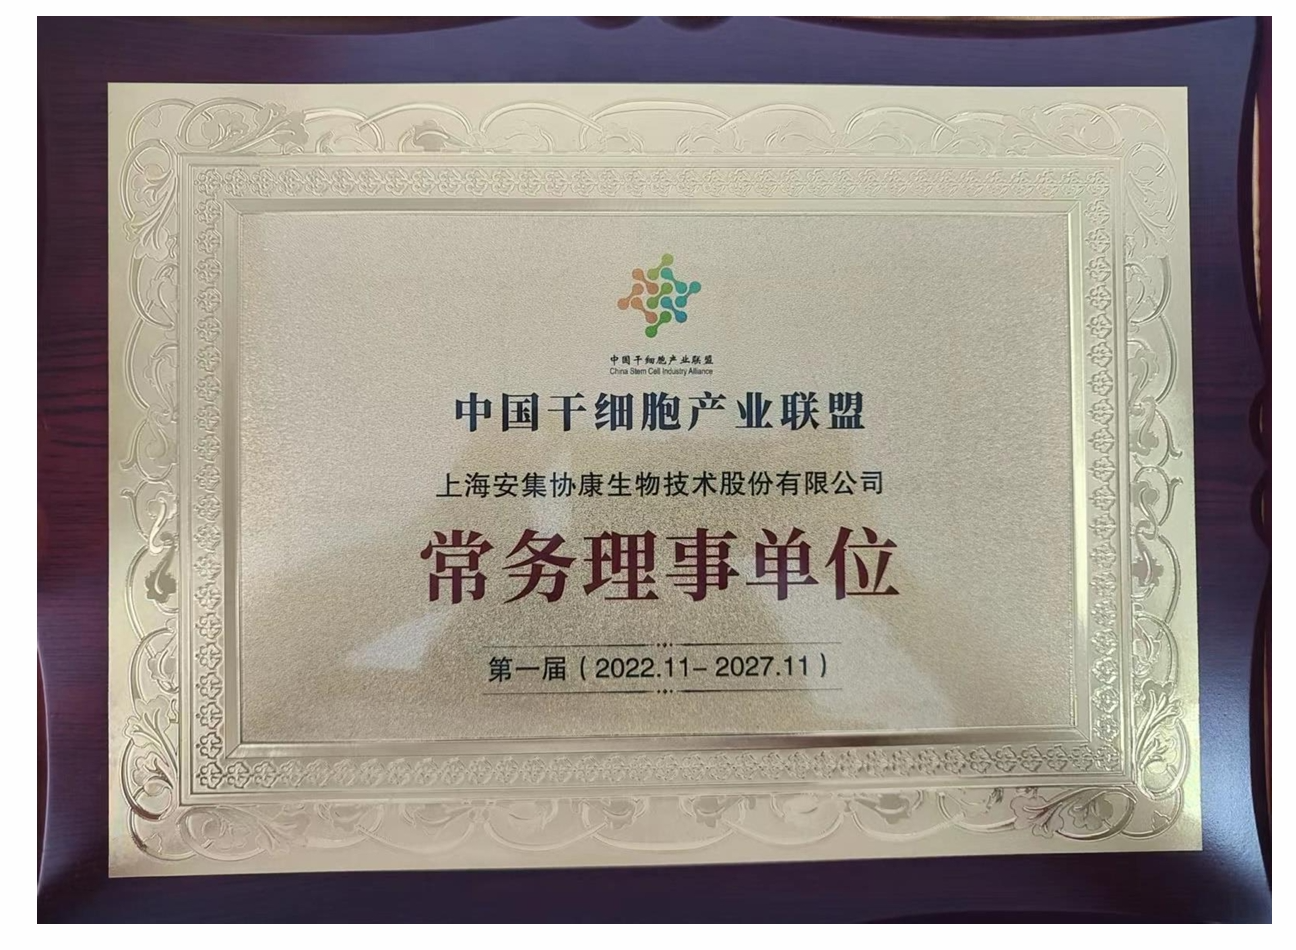 中国干细胞产业联盟
China Stem Cell Industry Alliance
中国干细胞产业联盟
上海安集协康生物技术股份有限公司
常务理事单位
第一届（2022.11－2027.11）